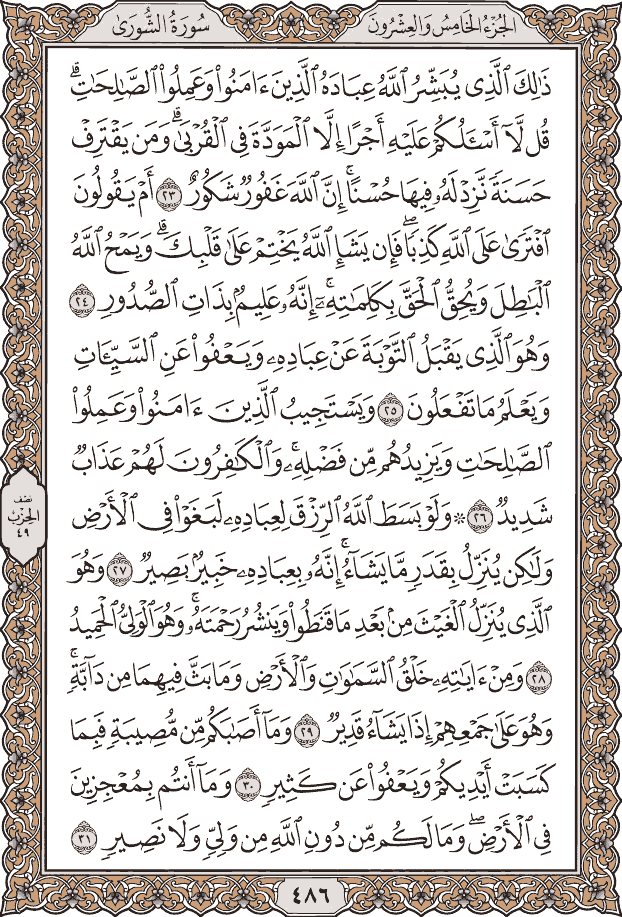 الجُزْءُ الخَامِسُ وَالعِشْرُونَ
سُورَةُ الشُّورَىٰ
ذَٰلِكَ ٱلَّذِى يُبَشِّرُ ٱللَّهُ عِبَادَهُ ٱلَّذِينَ ءَامَنُوا۟ وَعَمِلُوا۟ ٱلصَّـٰلِحَـٰتِ ۗ
قُل لَّآ أَسْـَٔلُكُمْ عَلَيْهِ أَجْرًا إِلَّا ٱلْمَوَدَّةَ فِى ٱلْقُرْبَىٰ ۗ وَمَن يَقْتَرِفْ
حَسَنَةً نَّزِدْ لَهُۥ فِيهَا حُسْنًا ۚ إِنَّ ٱللَّهَ غَفُورٌ شَكُورٌ ٢٣ أَمْ يَقُولُونَ
ٱفْتَرَىٰ عَلَى ٱللَّهِ كَذِبًا ۖ فَإِن يَشَإِ ٱللَّهُ يَخْتِمْ عَلَىٰ قَلْبِكَ ۗ وَيَمْحُ ٱللَّهُ
ٱلْبَـٰطِلَ وَيُحِقُّ ٱلْحَقَّ بِكَلِمَـٰتِهِۦٓ ۚ إِنَّهُۥ عَلِيمٌۢ بِذَاتِ ٱلصُّدُورِ ٢٤
وَهُوَ ٱلَّذِى يَقْبَلُ ٱلتَّوْبَةَ عَنْ عِبَادِهِۦ وَيَعْفُوا۟ عَنِ ٱلسَّيِّـَٔاتِ
وَيَعْلَمُ مَا تَفْعَلُونَ ٢٥ وَيَسْتَجِيبُ ٱلَّذِينَ ءَامَنُوا۟ وَعَمِلُوا۟
ٱلصَّـٰلِحَـٰتِ وَيَزِيدُهُم مِّن فَضْلِهِۦ ۚ وَٱلْكَـٰفِرُونَ لَهُمْ عَذَابٌ
شَدِيدٌ ٢٦ ۞ وَلَوْ بَسَطَ ٱللَّهُ ٱلرِّزْقَ لِعِبَادِهِۦ لَبَغَوْا۟ فِى ٱلْأَرْضِ
وَلَـٰكِن يُنَزِّلُ بِقَدَرٍ مَّا يَشَآءُ ۚ إِنَّهُۥ بِعِبَادِهِۦ خَبِيرٌۢ بَصِيرٌ ٢٧ وَهُوَ
ٱلَّذِى يُنَزِّلُ ٱلْغَيْثَ مِنۢ بَعْدِ مَا قَنَطُوا۟ وَيَنشُرُ رَحْمَتَهُۥ ۚ وَهُوَ ٱلْوَلِىُّ ٱلْحَمِيدُ
٢٨ وَمِنْ ءَايَـٰتِهِۦ خَلْقُ ٱلسَّمَـٰوَٰتِ وَٱلْأَرْضِ وَمَا بَثَّ فِيهِمَا مِن دَآبَّةٍ ۚ
وَهُوَ عَلَىٰ جَمْعِهِمْ إِذَا يَشَآءُ قَدِيرٌ ٢٩ وَمَآ أَصَـٰبَكُم مِّن مُّصِيبَةٍ فَبِمَا
كَسَبَتْ أَيْدِيكُمْ وَيَعْفُوا۟ عَن كَثِيرٍ ٣٠ وَمَآ أَنتُم بِمُعْجِزِينَ
فِى ٱلْأَرْضِ ۖ وَمَا لَكُم مِّن دُونِ ٱللَّهِ مِن وَلِىٍّ وَلَا نَصِيرٍ ٣١
نصف
الحِزْبُ
٤٩
٤٨٦